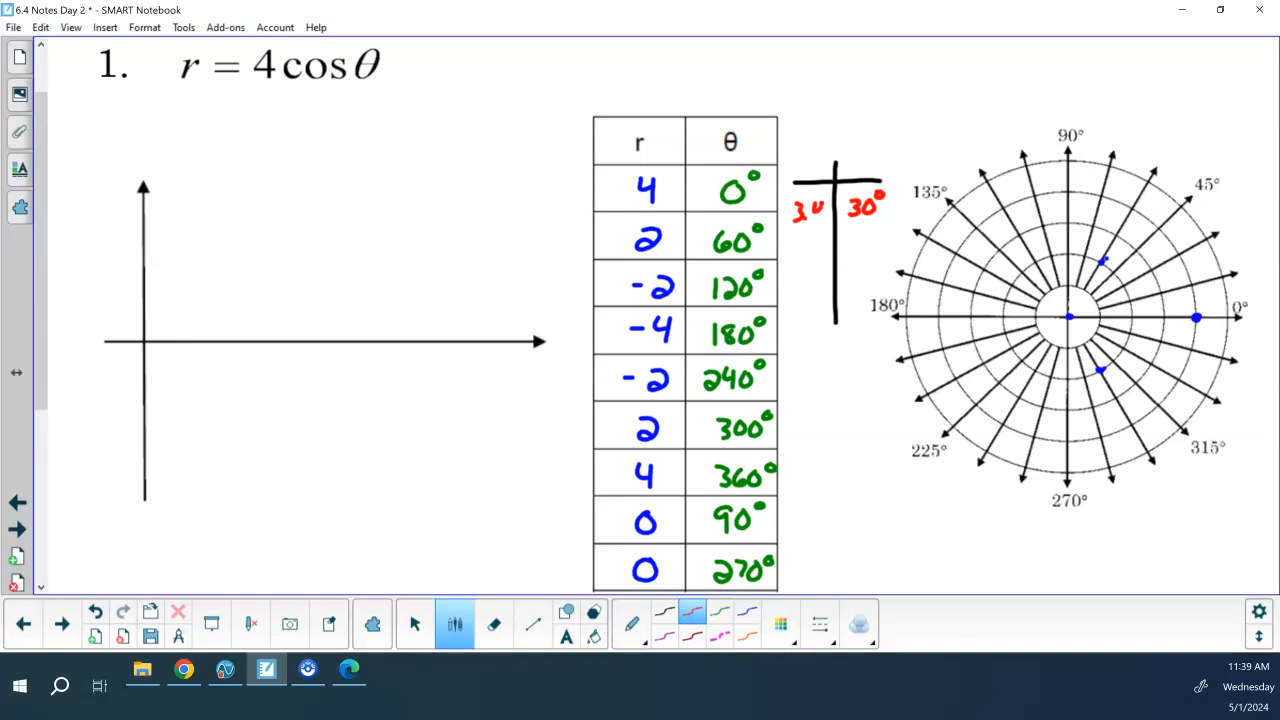 6.4 Notes Day 2 * - SMART Notebook
File Edit View Insert Format Tools Add-ons Account Help
1. r = 4cosθ
r θ
4 0°
2 60°
-2 120°
-4 180°
-2 240°
2 300°
4 360°
0 90°
0 270°
30°
90°
135° 45°
180° 0°
225° 315°
270°
11:39 AM
Wednesday
5/1/2024